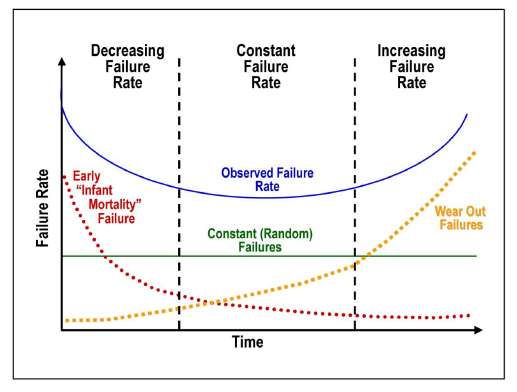 Decreasing
Failure
Rate
Constant
Failure
Rate
Increasing
Failure
Rate
Failure Rate
Early
"Infant
Mortality"
Failure
Observed Failure
Rate
Constant (Random)
Failures
Wear Out
Failures
Time